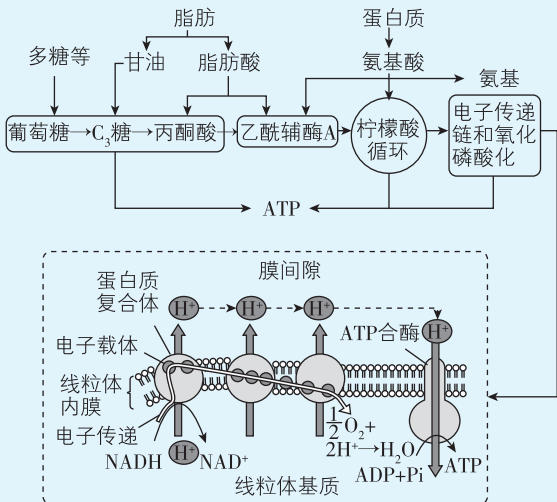 脂肪
蛋白质
多糖等
甘油
脂肪酸
氨基酸
氨基
葡萄糖→C₃糖→丙酮酸
乙酰辅酶A
柠檬酸
循环
电子传递
链和氧化
磷酸化
ATP
膜间隙
蛋白质
复合体
H⁺
H⁺
H⁺
H⁺
ATP合酶
电子载体
线粒体
内膜
电子传递
NADH
H⁺
NAD⁺
1/2 O₂+
2H⁺→H₂O
ADP+Pi
ATP
线粒体基质